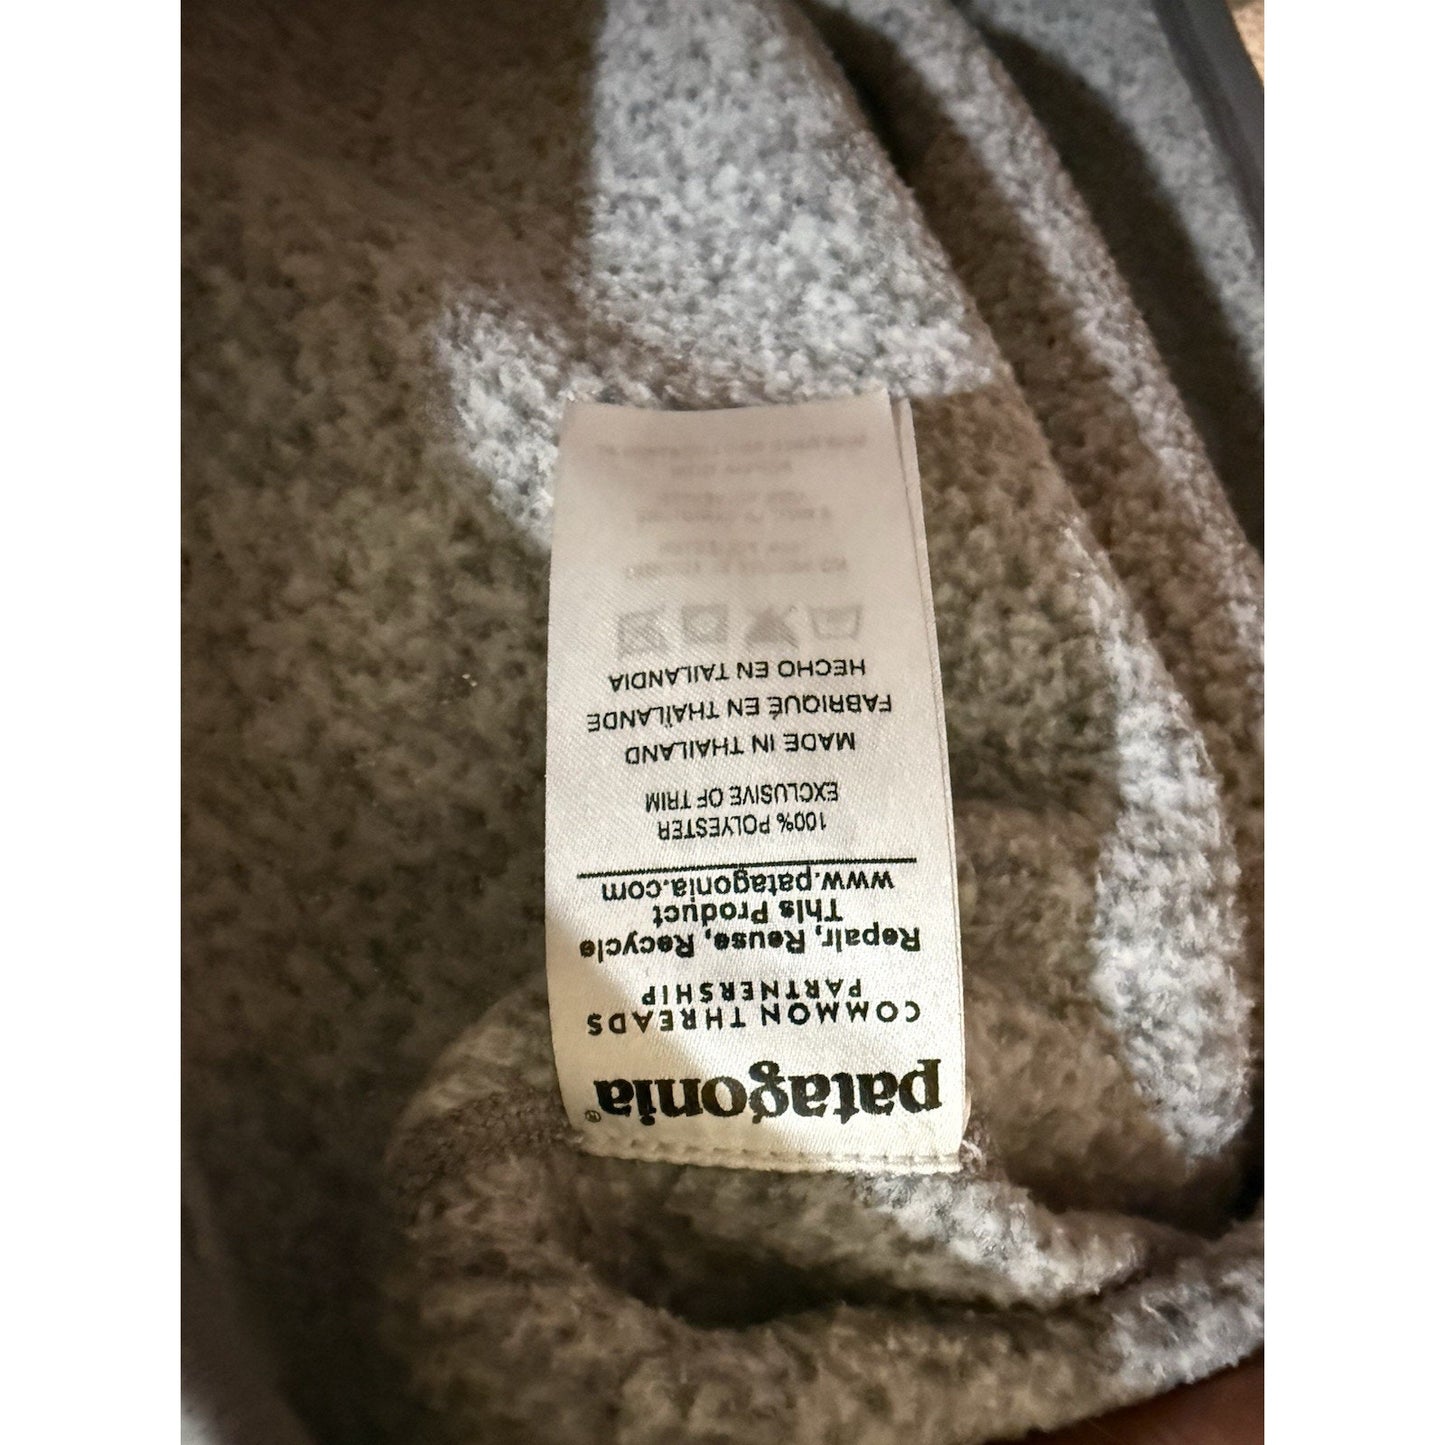 patagonia®
COMMON THREADS
PARTNERSHIP
Repair, Reuse, Recycle
This Product
www.patagonia.com
100% POLYESTER
EXCLUSIVE OF TRIM
MADE IN THAILAND
FABRIQUÉ EN THAÏLANDE
HECHO EN TAILANDIA